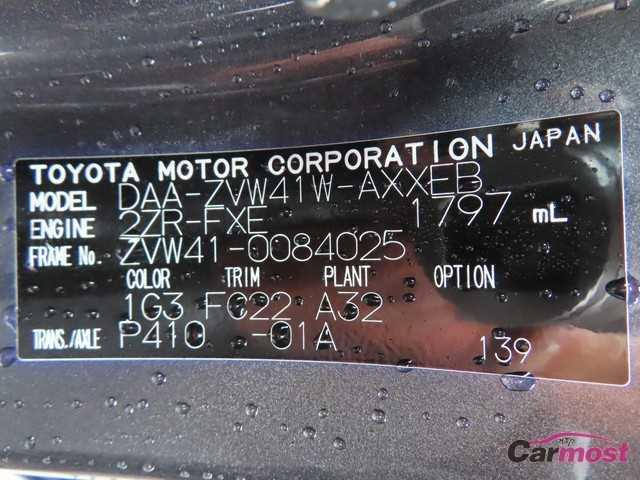 TOYOTA MOTOR CORPORATION JAPAN
MODEL DAA-ZVW41W-AXXEB
ENGINE 2ZR-FXE 1797 mL
FRAME No. ZVW41-0084025
COLOR TRIM PLANT OPTION
1G3 FC22 A32
TRANS./AXLE P410 -01A 139
Carmost